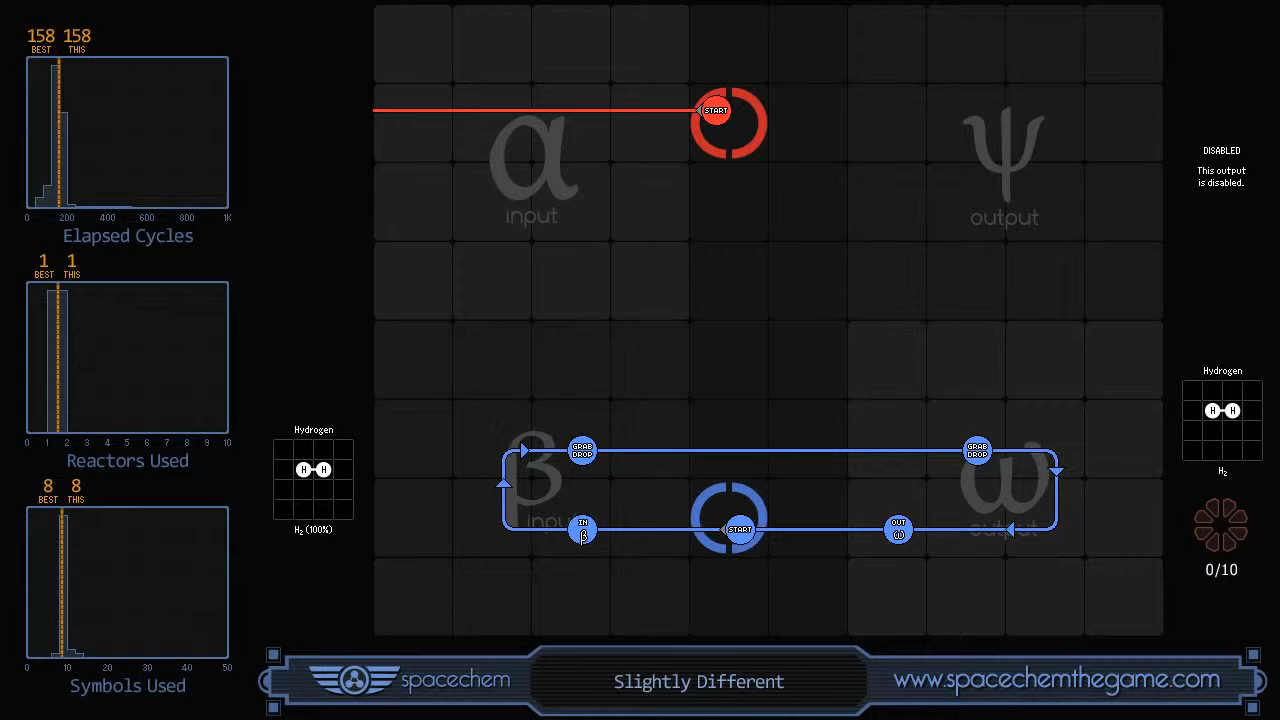 158 158
BEST THIS
0 200 400 600 800 1K
Elapsed Cycles
1 1
BEST THIS
0 1 2 3 4 5 6 7 8 9 10
Reactors Used
8 8
BEST THIS
0 10 20 30 40 50
Symbols Used
Hydrogen
H H
H₂ (100%)
START
α
input
ψ
output
β
input
ω
output
GRAB
DROP
GRAB
DROP
IN
β
START
OUT
ω
DISABLED
This output
is disabled.
Hydrogen
H H
H₂
0/10
spacechem
Slightly Different
www.spacechemthegame.com